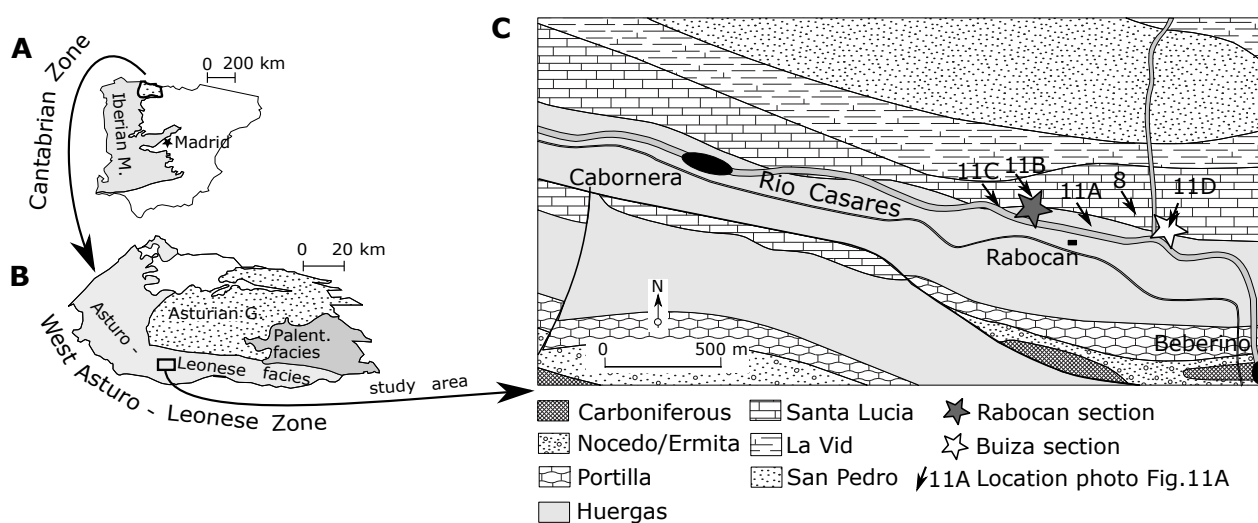 A
Cantabrian Zone
0 200 km
Iberian M.
Madrid
B
0 20 km
Asturo -
Asturian G.
Palent.
facies
Leonese facies
West Asturo - Leonese Zone
study area
C
Cabornera
Rio Casares
11C
11B
11A
8
11D
Rabocan
N
0 500 m
Beberino
Carboniferous
Nocedo/Ermita
Portilla
Huergas
Santa Lucia
La Vid
San Pedro
Rabocan section
Buiza section
11A Location photo Fig.11A